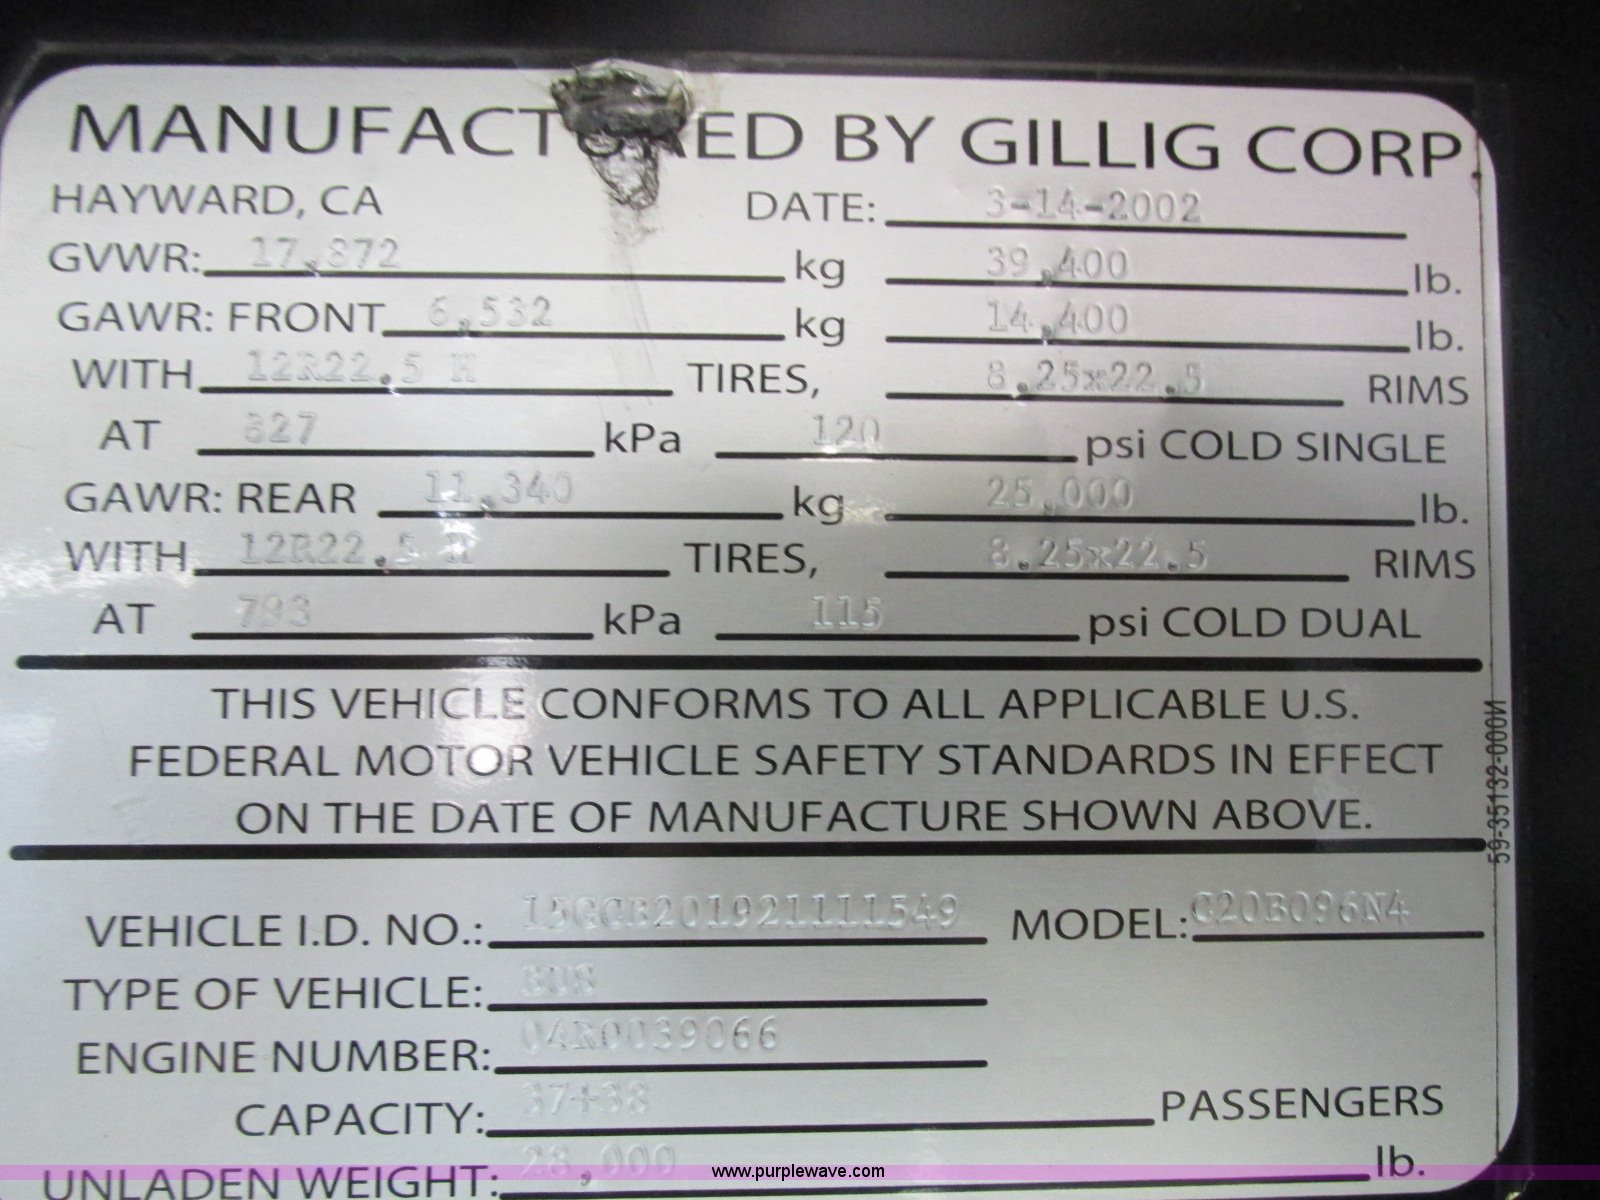 MANUFACTURED BY GILLIG CORP.
HAYWARD, CA DATE: 3-14-2002
GVWR: 17,872 kg 39,400 lb.
GAWR: FRONT 6,532 kg 14,400 lb.
WITH 12R22.5 H TIRES, 8.25x22.5 RIMS
AT 827 kPa 120 psi COLD SINGLE
GAWR: REAR 11,340 kg 25,000 lb.
WITH 12R22.5 H TIRES, 8.25x22.5 RIMS
AT 793 kPa 115 psi COLD DUAL
THIS VEHICLE CONFORMS TO ALL APPLICABLE U.S.
FEDERAL MOTOR VEHICLE SAFETY STANDARDS IN EFFECT
ON THE DATE OF MANUFACTURE SHOWN ABOVE.
59-35132-000N
VEHICLE I.D. NO.: 15GCB201921111549 MODEL: C20B096N4
TYPE OF VEHICLE: BUS
ENGINE NUMBER: 04R0039066
CAPACITY: 37+38 PASSENGERS
UNLADEN WEIGHT: 28,000 lb.
www.purplewave.com